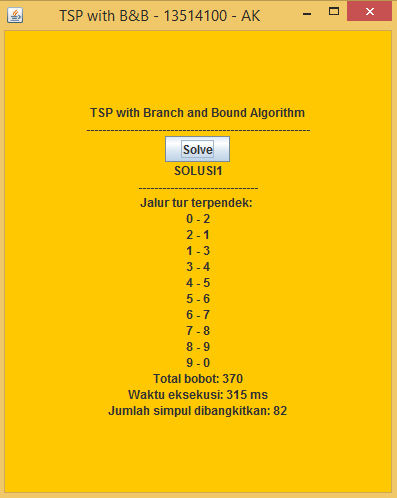 TSP with B&B - 13514100 - AK
TSP with Branch and Bound Algorithm
--------------------------------------------------------
Solve
SOLUSI1
------------------------------
Jalur tur terpendek:
0 - 2
2 - 1
1 - 3
3 - 4
4 - 5
5 - 6
6 - 7
7 - 8
8 - 9
9 - 0
Total bobot: 370
Waktu eksekusi: 315 ms
Jumlah simpul dibangkitkan: 82